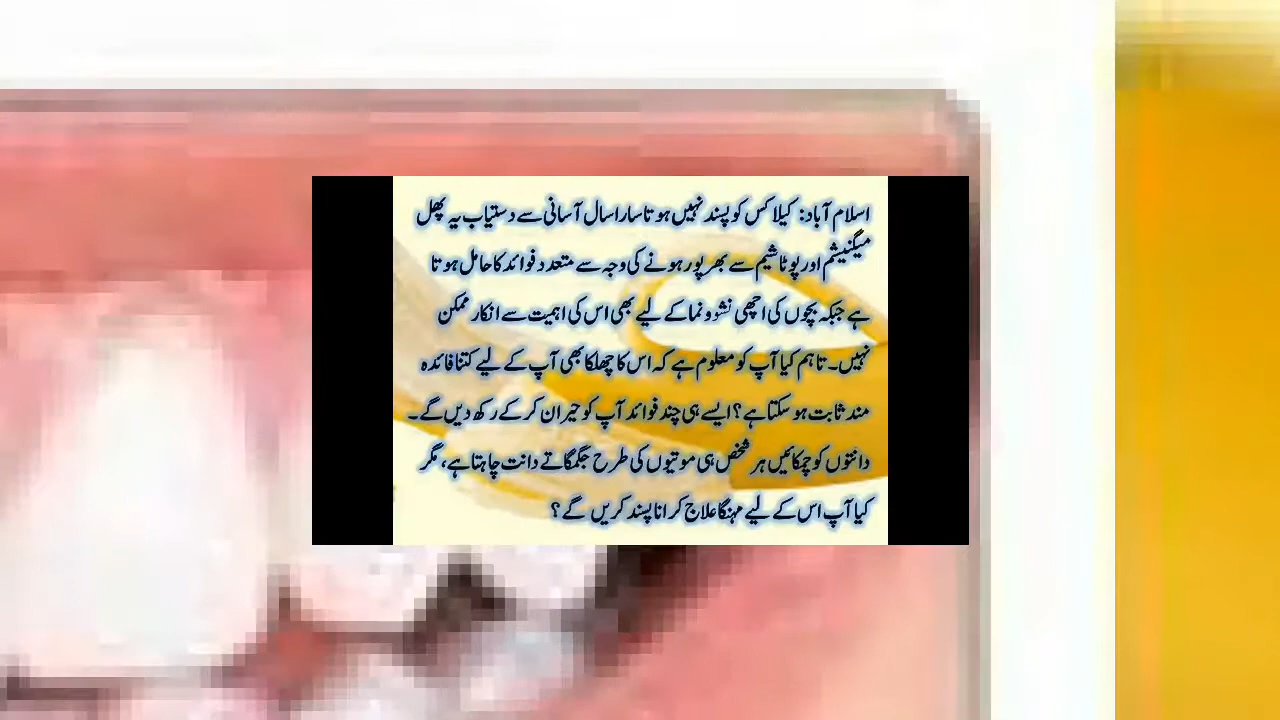 اسلام آباد: کیلا کس کو پسند نہیں ہوتا سارا سال آسانی سے دستیاب یہ پھل
میگنیشم اور پوٹاشیم سے بھرپور ہونے کی وجہ سے متعدد فوائد کا حامل ہوتا
ہے جبکہ بچوں کی اچھی نشوونما کے لیے بھی اس کی اہمیت سے انکار ممکن
نہیں۔ تاہم کیا آپ کو معلوم ہے کہ اس کا چھلکا بھی آپ کے لیے کتنا فائدہ
مند ثابت ہو سکتا ہے؟ ایسے ہی چند فوائد آپ کو حیران کر کے رکھ دیں گے۔
دانتوں کو چمکائیں ہر شخص ہی موتیوں کی طرح جگمگاتے دانت چاہتا ہے، مگر
کیا آپ اس کے لیے مہنگا علاج کرانا پسند کریں گے؟